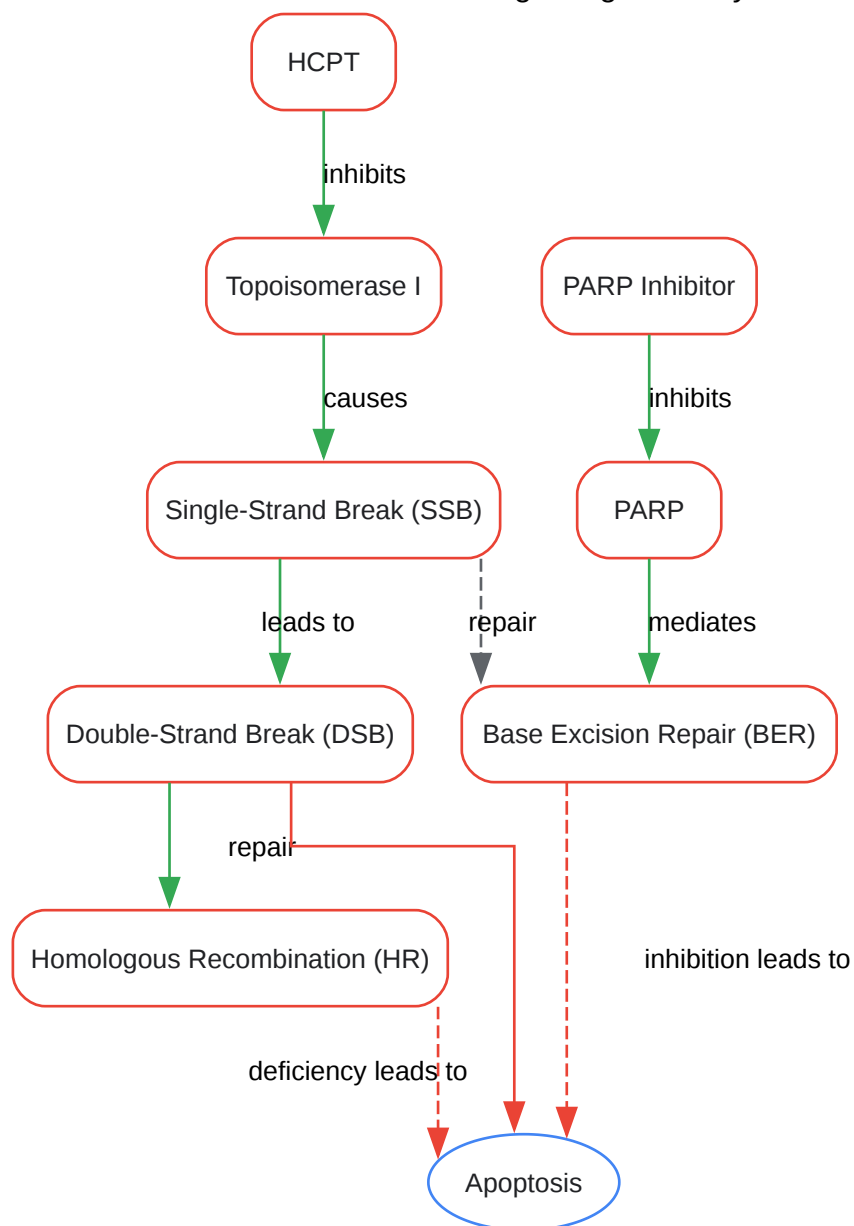 HCPT
inhibits
Topoisomerase I
PARP Inhibitor
causes
inhibits
Single-Strand Break (SSB)
PARP
leads to
repair
mediates
Double-Strand Break (DSB)
Base Excision Repair (BER)
repair
Homologous Recombination (HR)
inhibition leads to
deficiency leads to
Apoptosis